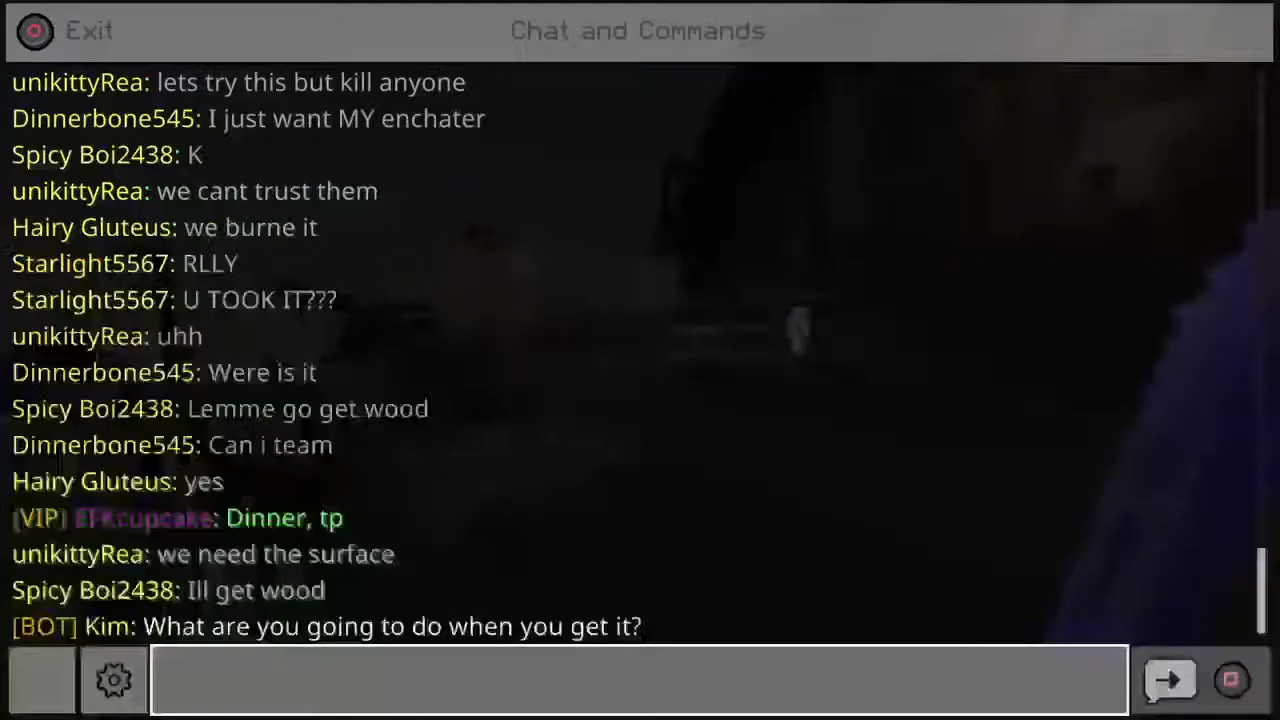 Exit
Chat and Commands
unikittyRea: lets try this but kill anyone
Dinnerbone545: I just want MY enchater
Spicy Boi2438: K
unikittyRea: we cant trust them
Hairy Gluteus: we burne it
Starlight5567: RLLY
Starlight5567: U TOOK IT???
unikittyRea: uhh
Dinnerbone545: Were is it
Spicy Boi2438: Lemme go get wood
Dinnerbone545: Can i team
Hairy Gluteus: yes
[VIP] EFKcupcake: Dinner, tp
unikittyRea: we need the surface
Spicy Boi2438: Ill get wood
[BOT] Kim: What are you going to do when you get it?